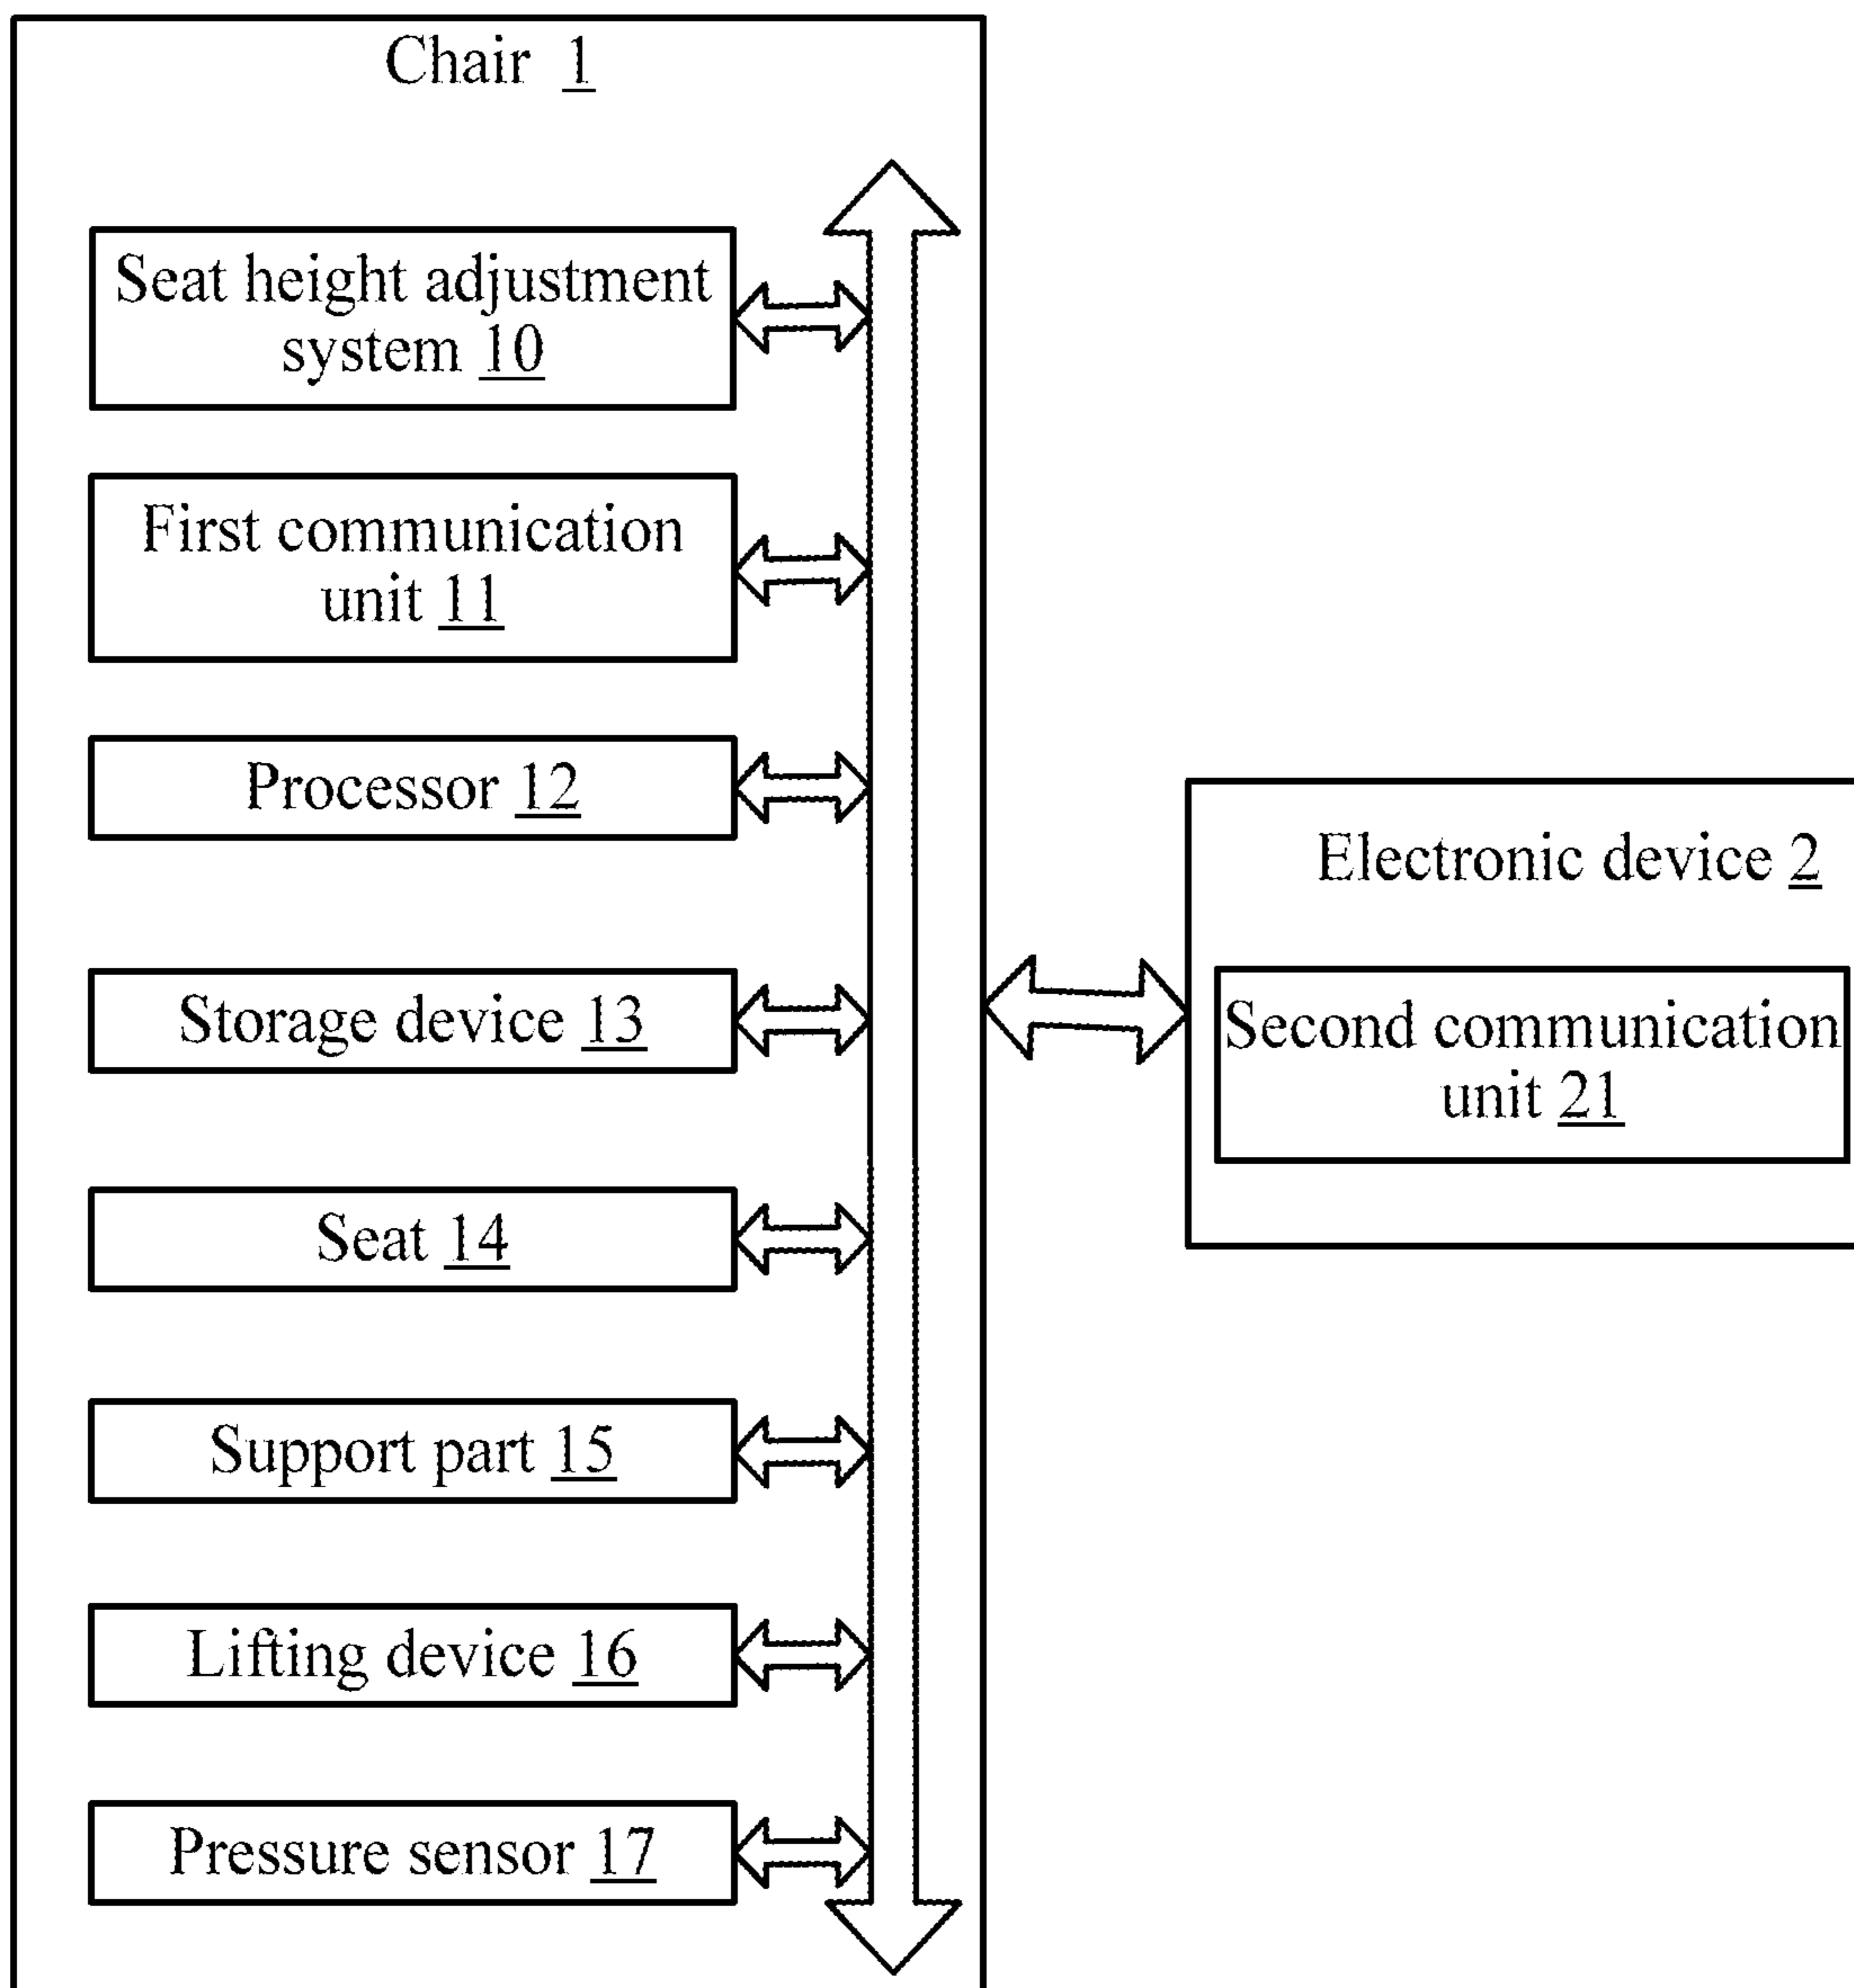 Chair 1
Seat height adjustment
system 10
First communication
unit 11
Processor 12
Storage device 13
Seat 14
Support part 15
Lifting device 16
Pressure sensor 17
Electronic device 2
Second communication
unit 21